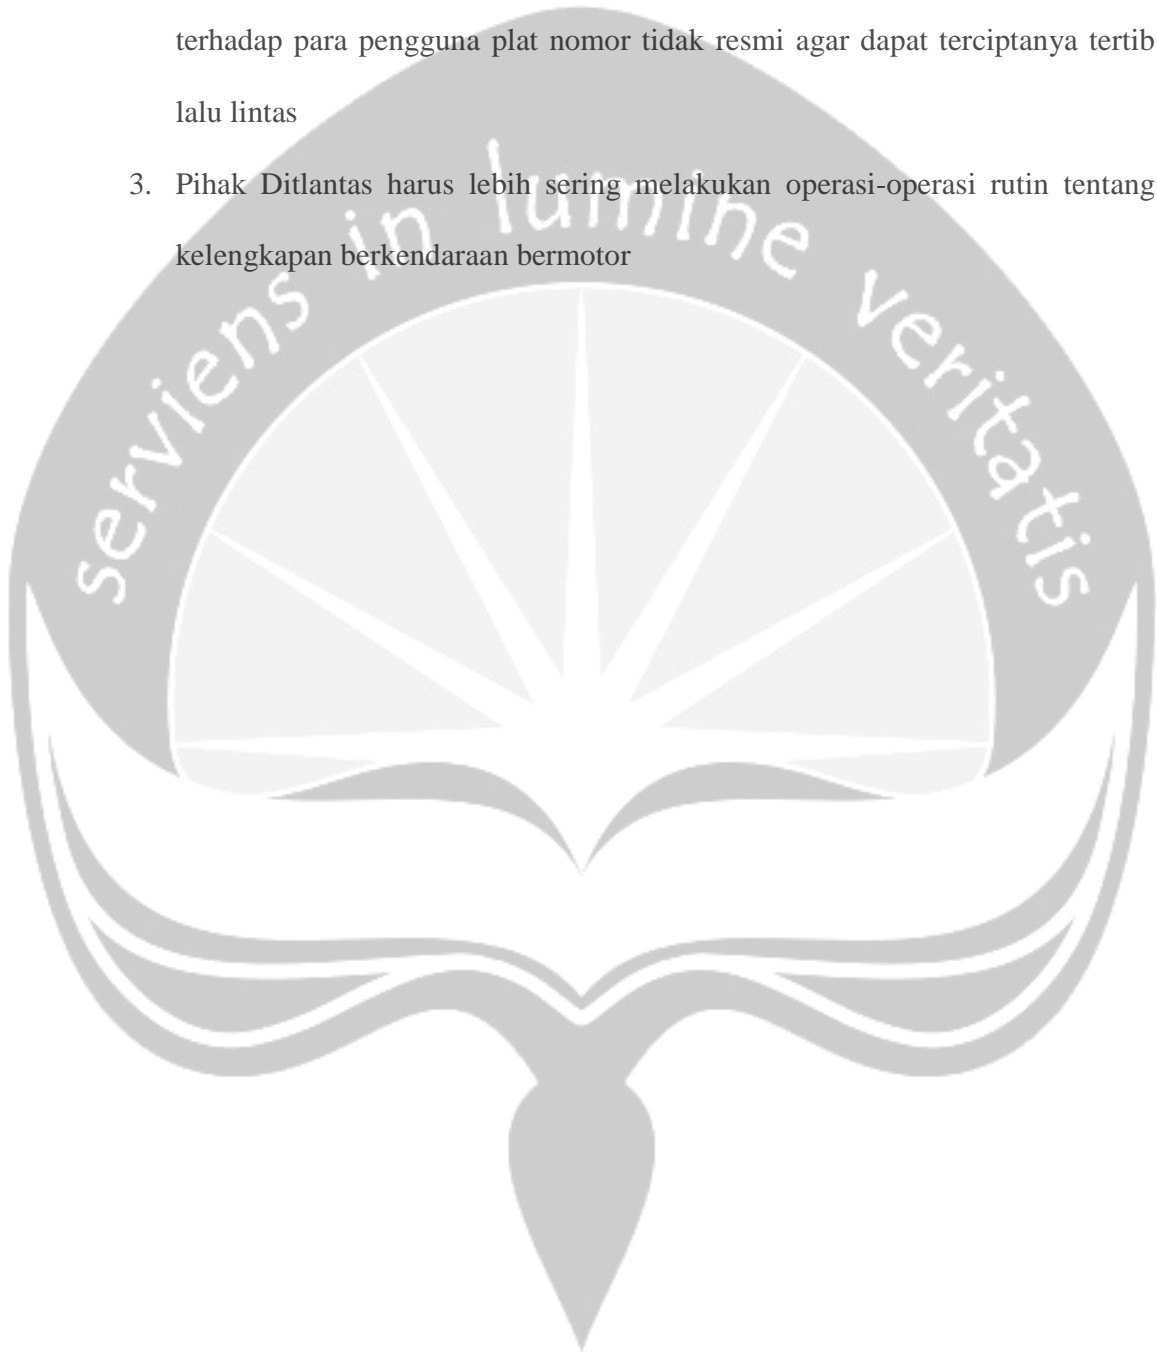 terhadap para pengguna plat nomor tidak resmi agar dapat terciptanya tertib
lalu lintas
3. Pihak Ditlantas harus lebih sering melakukan operasi-operasi rutin tentang
kelengkapan berkendaraan bermotor
serviens in lumine veritatis